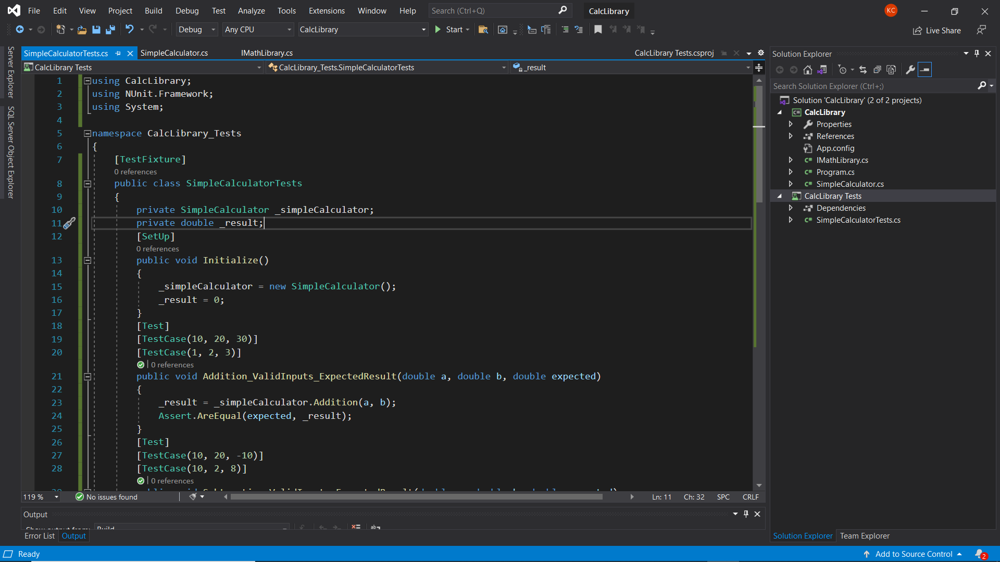 File Edit View Project Build Debug Test Analyze Tools Extensions Window Help Search (Ctrl+Q) CalcLibrary KC
Debug Any CPU CalcLibrary Start Live Share
Server Explorer
SQL Server Object Explorer
SimpleCalculatorTests.cs SimpleCalculator.cs IMathLibrary.cs CalcLibrary Tests.csproj
CalcLibrary Tests CalcLibrary_Tests.SimpleCalculatorTests _result
1 using CalcLibrary;
2 using NUnit.Framework;
3 using System;
4
5 namespace CalcLibrary_Tests
6 {
7 [TestFixture]
0 references
8 public class SimpleCalculatorTests
9 {
10 private SimpleCalculator _simpleCalculator;
11 private double _result;
12 [SetUp]
0 references
13 public void Initialize()
14 {
15 _simpleCalculator = new SimpleCalculator();
16 _result = 0;
17 }
18 [Test]
19 [TestCase(10, 20, 30)]
20 [TestCase(1, 2, 3)]
0 references
21 public void Addition_ValidInputs_ExpectedResult(double a, double b, double expected)
22 {
23 _result = _simpleCalculator.Addition(a, b);
24 Assert.AreEqual(expected, _result);
25 }
26 [Test]
27 [TestCase(10, 20, -10)]
28 [TestCase(10, 2, 8)]
0 references
119 % No issues found Ln: 11 Ch: 32 SPC CRLF
Output
Show output from: Build
Error List Output
Solution Explorer
Search Solution Explorer (Ctrl+;)
Solution 'CalcLibrary' (2 of 2 projects)
CalcLibrary
Properties
References
App.config
IMathLibrary.cs
Program.cs
SimpleCalculator.cs
CalcLibrary Tests
Dependencies
SimpleCalculatorTests.cs
Solution Explorer Team Explorer
Ready Add to Source Control 2